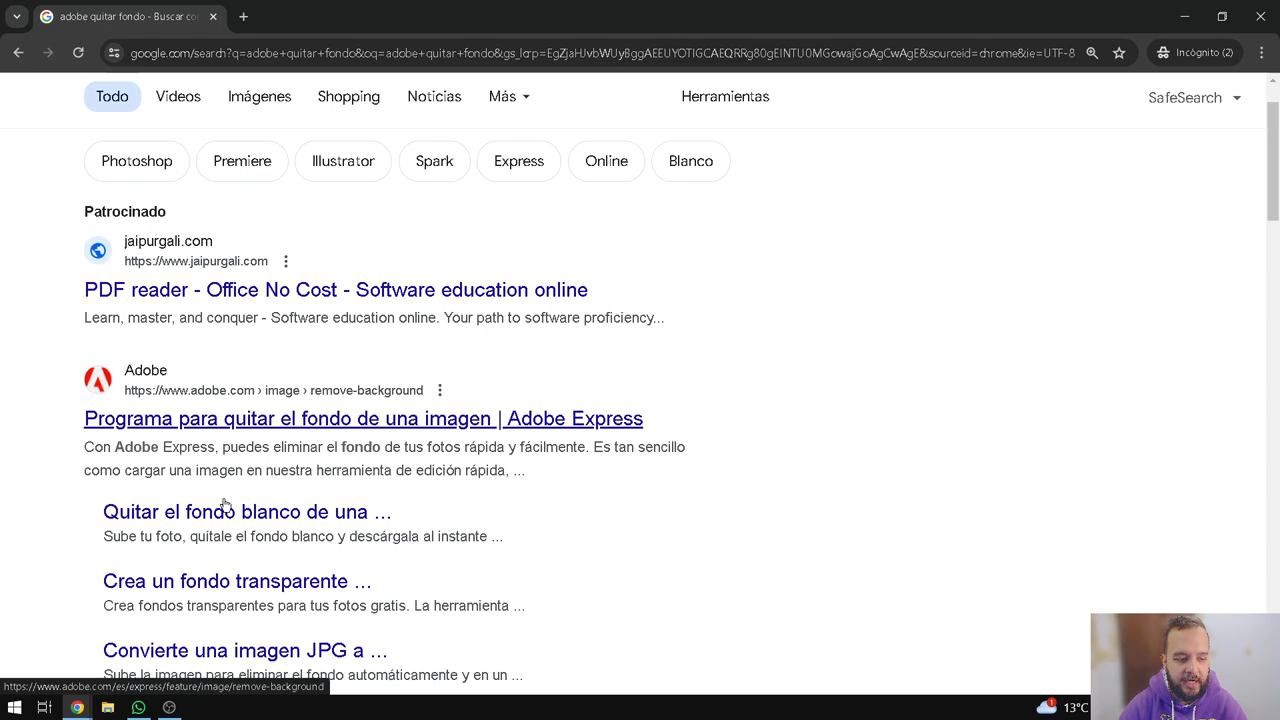 adobe quitar fondo - Buscar co
google.com/search?q=adobe+quitar+fondo&oq=adobe+quitar+fondo&gs_lcrp=EgZjaHJvbWUyBggAEEUYOTIGCAEQRRg80gEINTU0MGowajGoAgCwAgE&sourceid=chrome&ie=UTF-8
Incógnito (2)
Todo
Videos
Imágenes
Shopping
Noticias
Más
Herramientas
SafeSearch
Photoshop
Premiere
Illustrator
Spark
Express
Online
Blanco
Patrocinado
jaipurgali.com
https://www.jaipurgali.com
PDF reader - Office No Cost - Software education online
Learn, master, and conquer - Software education online. Your path to software proficiency...
Adobe
https://www.adobe.com › image › remove-background
Programa para quitar el fondo de una imagen | Adobe Express
Con Adobe Express, puedes eliminar el fondo de tus fotos rápida y fácilmente. Es tan sencillo
como cargar una imagen en nuestra herramienta de edición rápida, ...
Quitar el fondo blanco de una ...
Sube tu foto, quítale el fondo blanco y descárgala al instante ...
Crea un fondo transparente ...
Crea fondos transparentes para tus fotos gratis. La herramienta ...
Convierte una imagen JPG a ...
Sube la imagen para eliminar el fondo automáticamente y en un ...
https://www.adobe.com/es/express/feature/image/remove-background
1
13°C